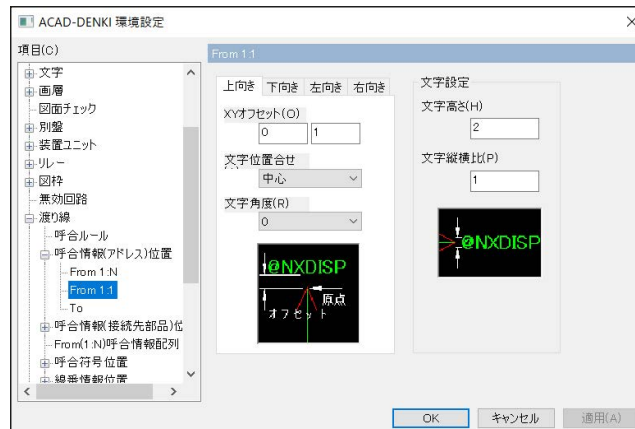 ACAD-DENKI 環境設定
項目(C)
文字
画層
図面チェック
別盤
装置ユニット
リレー
図枠
無効回路
渡り線
呼合ルール
呼合情報(アドレス)位置
From 1:N
From 1:1
To
呼合情報(接続先部品)位
From(1:N)呼合情報配列
呼合符号位置
線番情報位置
From 1:1
上向き 下向き 左向き 右向き
XYオフセット(O)
0 1
文字位置合せ
中心
文字角度(R)
0
@NXDISP
原点
オフセット
文字設定
文字高さ(H)
2
文字縦横比(P)
1
@NXDISP
OK キャンセル 適用(A)